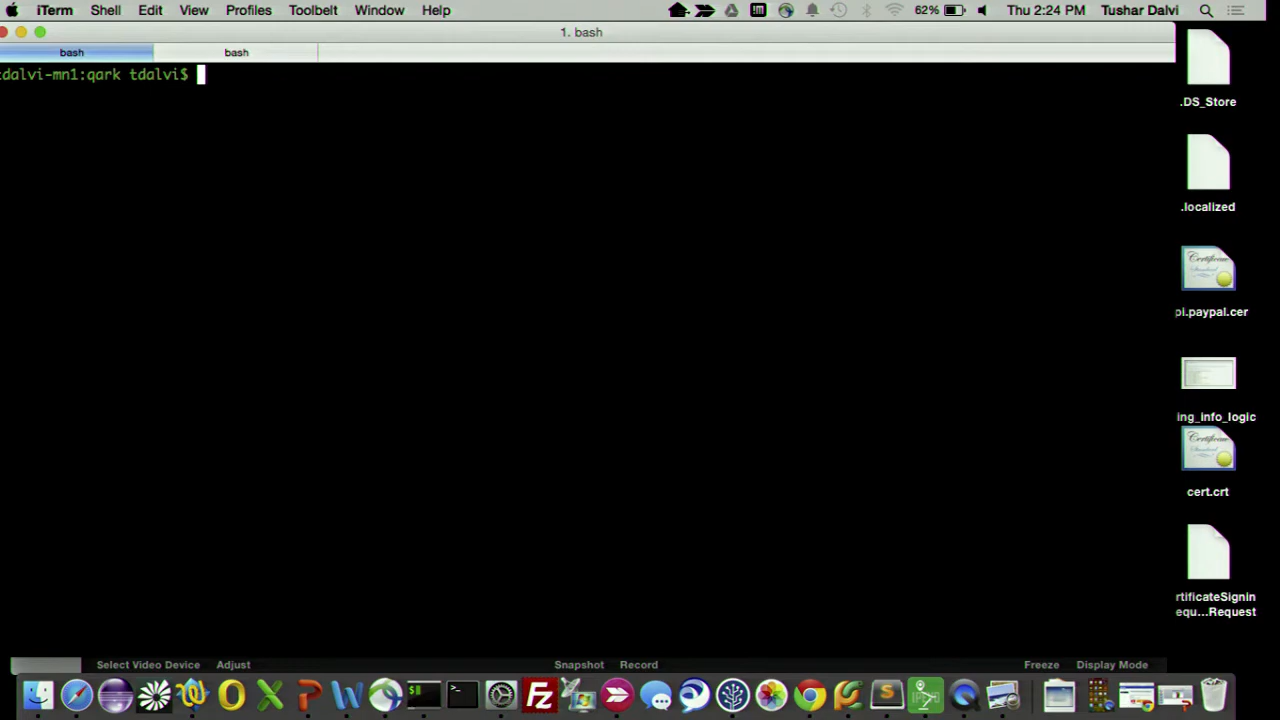 iTerm Shell Edit View Profiles Toolbelt Window Help 62% Thu 2:24 PM Tushar Dalvi
1. bash
bash bash
tdalvi-mn1:qark tdalvi$
.DS_Store
.localized
pi.paypal.cer
ing_info_logic
cert.crt
rtificateSignin
equ...Request
Select Video Device Adjust Snapshot Record Freeze Display Mode